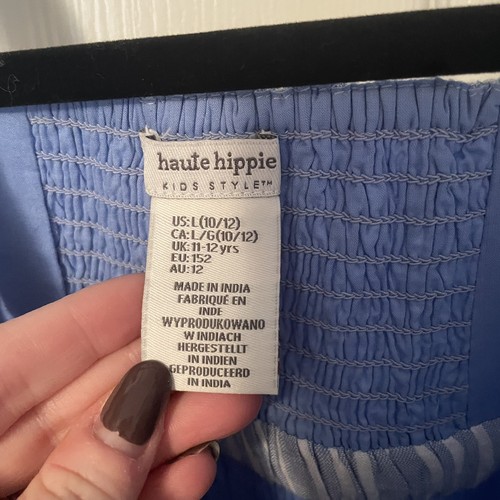 haute hippie
KIDS STYLE™
US: L (10/12)
CA: L/G (10/12)
UK: 11-12 yrs
EU: 152
AU: 12
MADE IN INDIA
FABRIQUÉ EN
INDE
WYPRODUKOWANO
W INDIACH
HERGESTELLT
IN INDIEN
GEPRODUCEERD
IN INDIA